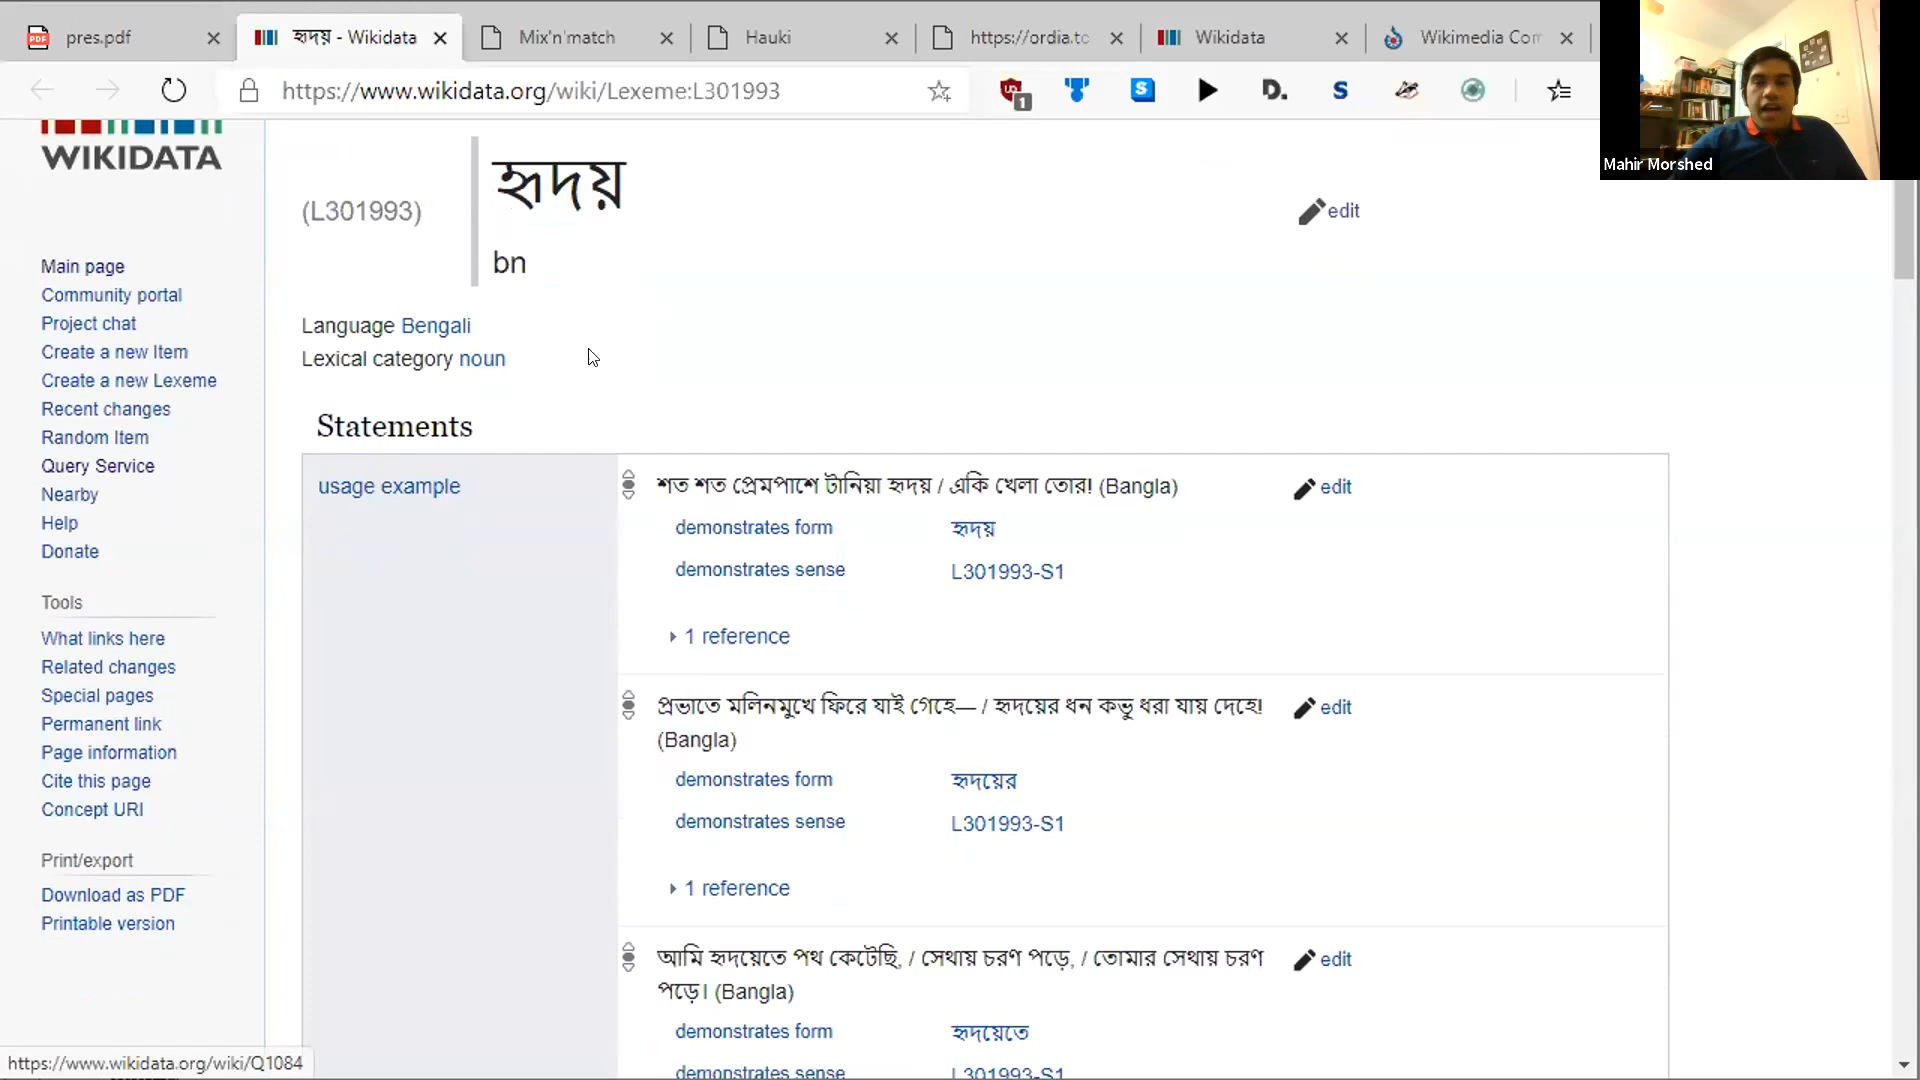 pres.pdf
হৃদয় - Wikidata
Mix'n'match
Hauki
https://ordia.tc
Wikidata
Wikimedia Com
https://www.wikidata.org/wiki/Lexeme:L301993
1
S
D.
S
Mahir Morshed
WIKIDATA
(L301993)
হৃদয়
bn
edit
Language Bengali
Lexical category noun
Main page
Community portal
Project chat
Create a new Item
Create a new Lexeme
Recent changes
Random Item
Query Service
Nearby
Help
Donate
Tools
What links here
Related changes
Special pages
Permanent link
Page information
Cite this page
Concept URI
Print/export
Download as PDF
Printable version
Statements
usage example
শত শত প্রেমপাশে টানিয়া হৃদয় / একি খেলা তোর! (Bangla)
edit
demonstrates form হৃদয়
demonstrates sense L301993-S1
1 reference
প্রভাতে মলিনমুখে ফিরে যাই গেহে— / হৃদয়ের ধন কভু ধরা যায় দেহে!
(Bangla)
edit
demonstrates form হৃদয়ের
demonstrates sense L301993-S1
1 reference
আমি হৃদয়েতে পথ কেটেছি, / সেথায় চরণ পড়ে, / তোমার সেথায় চরণ
পড়ে। (Bangla)
edit
demonstrates form হৃদয়েতে
demonstrates sense L301993-S1
https://www.wikidata.org/wiki/Q1084